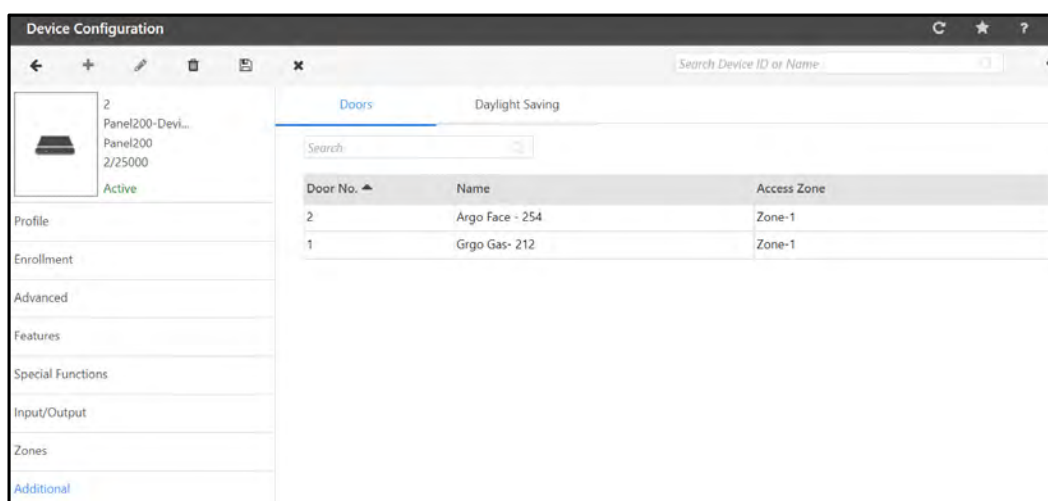 Device Configuration
?
Search Device ID or Name
2
Panel200-Devi...
Panel200
2/25000
Active
Profile
Enrollment
Advanced
Features
Special Functions
Input/Output
Zones
Additional
Doors Daylight Saving
Search
Door No. Name Access Zone
2 Argo Face - 254 Zone-1
1 Grgo Gas- 212 Zone-1